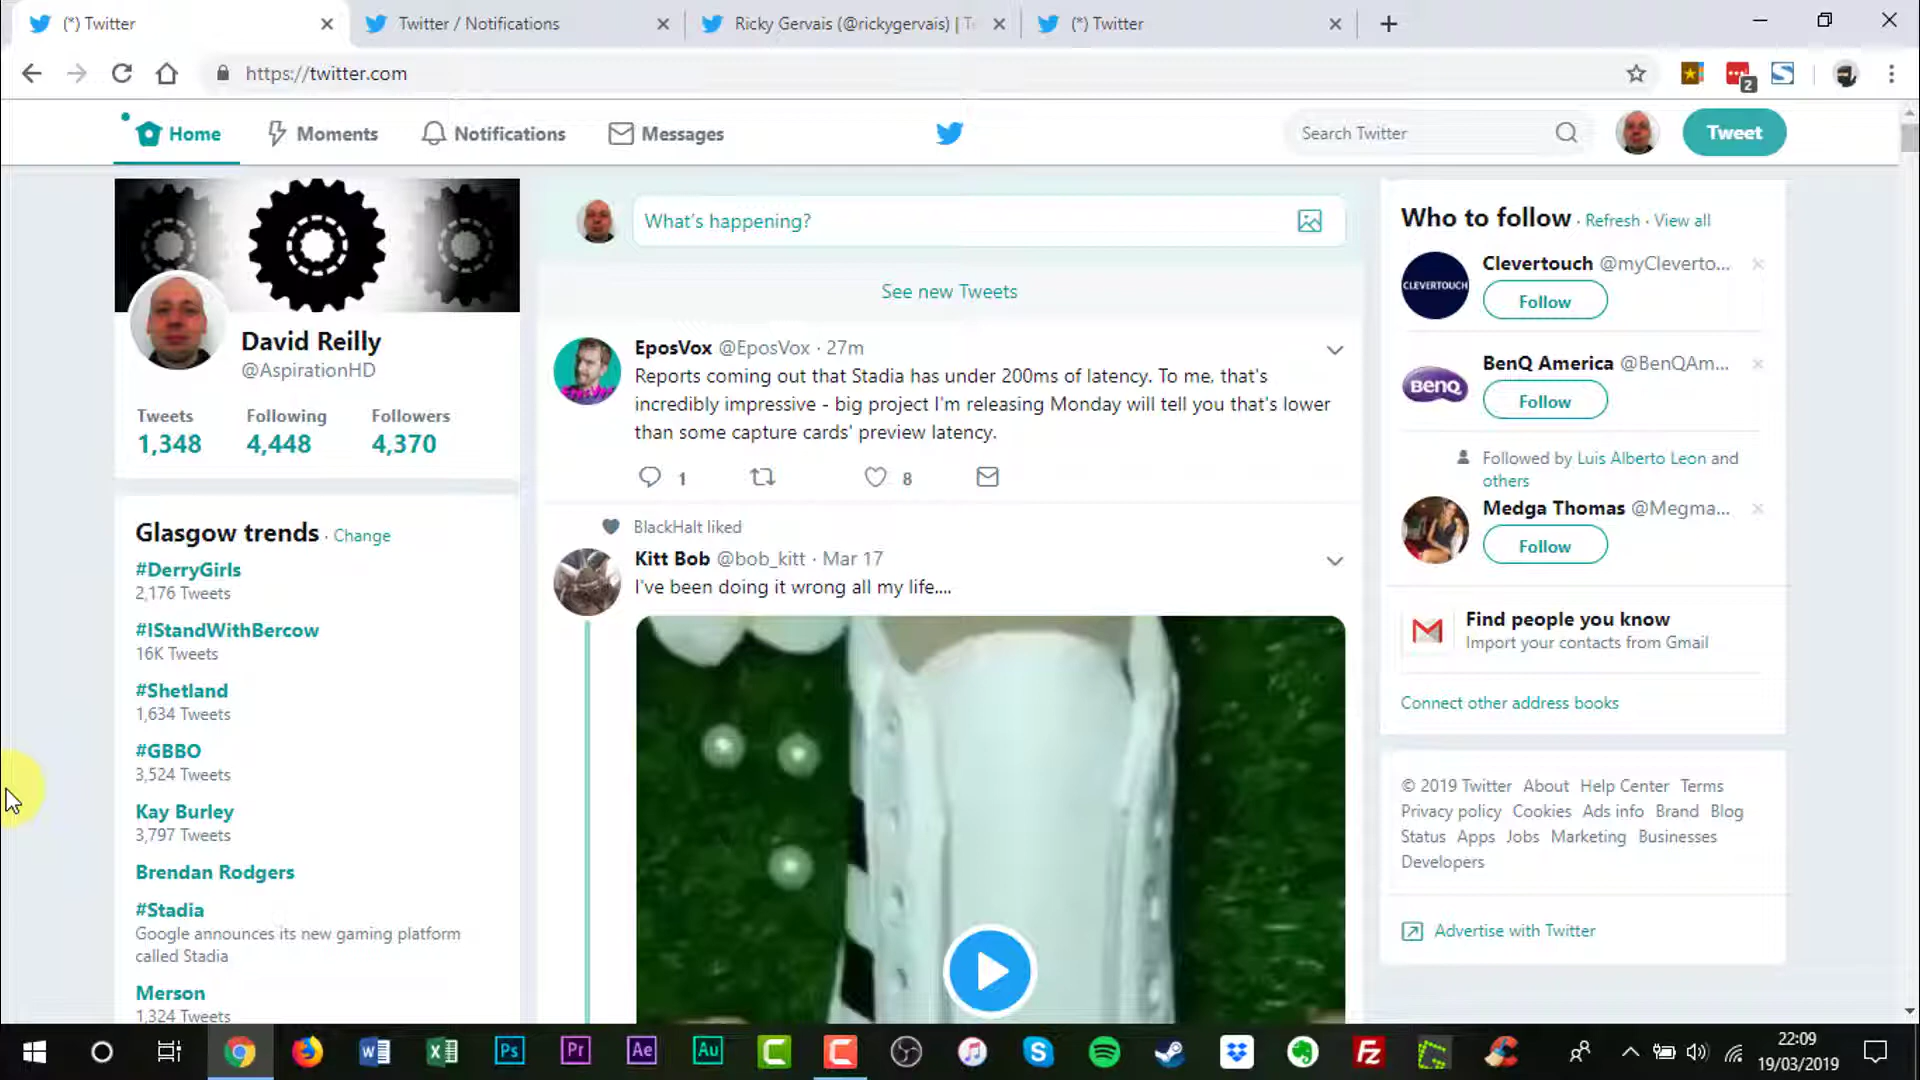 (*) Twitter
Twitter / Notifications
Ricky Gervais (@rickygervais) | T
(*) Twitter
https://twitter.com
2
Home
Moments
Notifications
Messages
Search Twitter
Tweet
David Reilly
@AspirationHD
Tweets Following Followers
1,348 4,448 4,370
Glasgow trends · Change
#DerryGirls
2,176 Tweets
#IStandWithBercow
16K Tweets
#Shetland
1,634 Tweets
#GBBO
3,524 Tweets
Kay Burley
3,797 Tweets
Brendan Rodgers
#Stadia
Google announces its new gaming platform
called Stadia
Merson
1,324 Tweets
What's happening?
See new Tweets
EposVox @EposVox · 27m
Reports coming out that Stadia has under 200ms of latency. To me, that's
incredibly impressive - big project I'm releasing Monday will tell you that's lower
than some capture cards' preview latency.
1 8
BlackHalt liked
Kitt Bob @bob_kitt · Mar 17
I've been doing it wrong all my life....
Who to follow · Refresh · View all
CLEVERTOUCH
Clevertouch @myCleverto...
Follow
BenQ
BenQ America @BenQAm...
Follow
Followed by Luis Alberto Leon and
others
Medga Thomas @Megma...
Follow
Find people you know
Import your contacts from Gmail
Connect other address books
© 2019 Twitter About Help Center Terms
Privacy policy Cookies Ads info Brand Blog
Status Apps Jobs Marketing Businesses
Developers
Advertise with Twitter
Ps
Pr
Ae
Au
22:09
19/03/2019